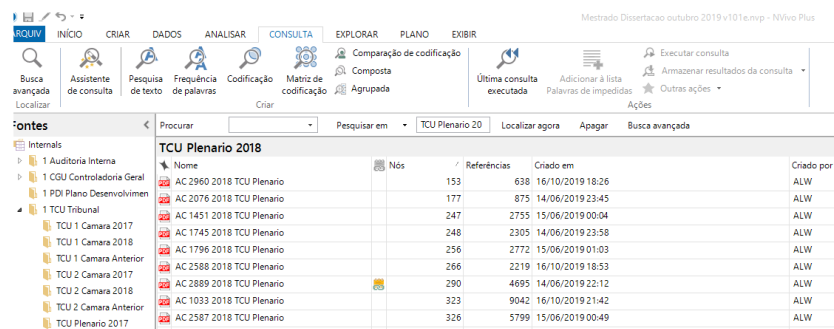 Mestrado Dissertacao outubro 2019 v101e.nvp - NVivo Plus
ARQUIV INÍCIO CRIAR DADOS ANALISAR CONSULTA EXPLORAR PLANO EXIBIR
Busca avançada
Assistente de consulta
Pesquisa de texto
Frequência de palavras
Codificação
Matriz de codificação
Comparação de codificação
Composta
Agrupada
Última consulta executada
Adicionar à lista Palavras de impedidas
Executar consulta
Armazenar resultados da consulta
Outras ações
Localizar Criar Ações
Fontes
Procurar Pesquisar em TCU Plenario 20 Localizar agora Apagar Busca avançada
Internals
1 Auditoria Interna
1 CGU Controladoria Geral
1 PDI Plano Desenvolvimen
1 TCU Tribunal
TCU 1 Camara 2017
TCU 1 Camara 2018
TCU 1 Camara Anterior
TCU 2 Camara 2017
TCU 2 Camara 2018
TCU 2 Camara Anterior
TCU Plenario 2017
TCU Plenario 2018
Nome Nós Referências Criado em Criado por
AC 2960 2018 TCU Plenario 153 638 16/10/2019 18:26 ALW
AC 2076 2018 TCU Plenario 177 875 14/06/2019 23:45 ALW
AC 1451 2018 TCU Plenario 247 2755 15/06/2019 00:04 ALW
AC 1745 2018 TCU Plenario 248 2305 14/06/2019 23:58 ALW
AC 1796 2018 TCU Plenario 256 2772 15/06/2019 01:03 ALW
AC 2588 2018 TCU Plenario 266 2219 16/10/2019 18:53 ALW
AC 2889 2018 TCU Plenario 290 4695 14/06/2019 22:12 ALW
AC 1033 2018 TCU Plenario 323 9042 16/10/2019 21:42 ALW
AC 2587 2018 TCU Plenario 326 5799 15/06/2019 00:49 ALW